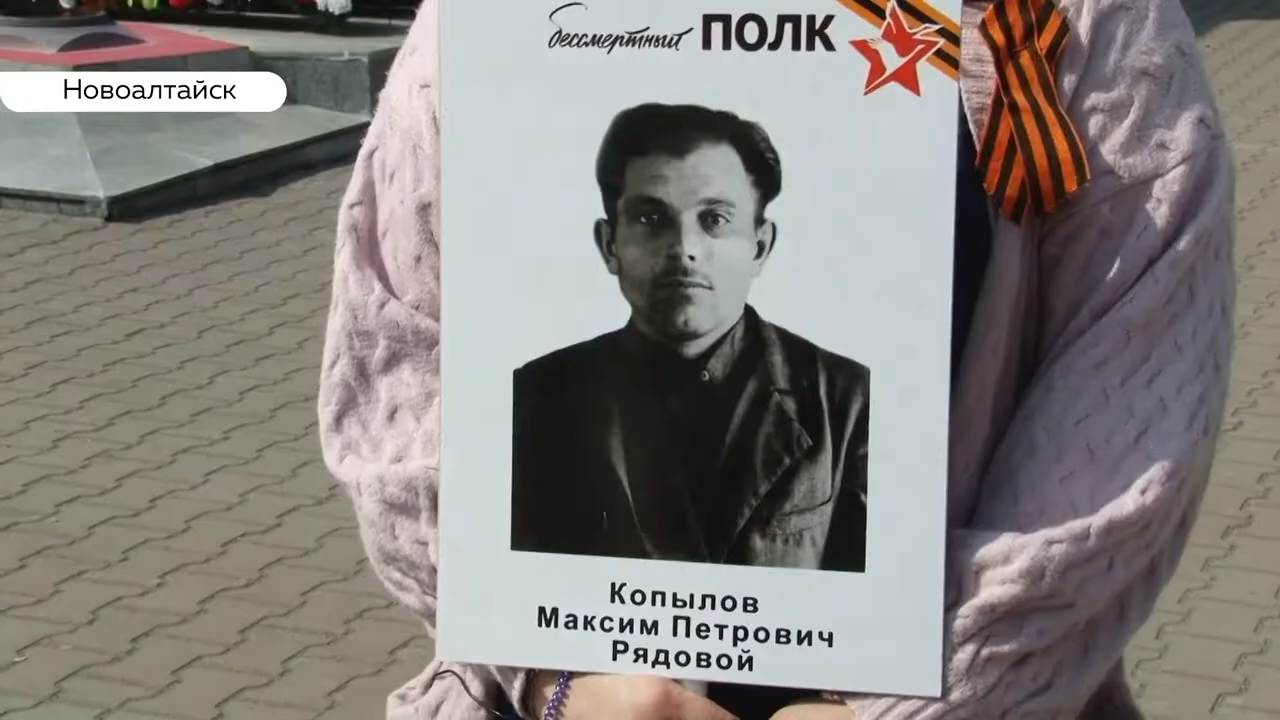 бессмертный ПОЛК
Новоалтайск
Копылов
Максим Петрович
Рядовой